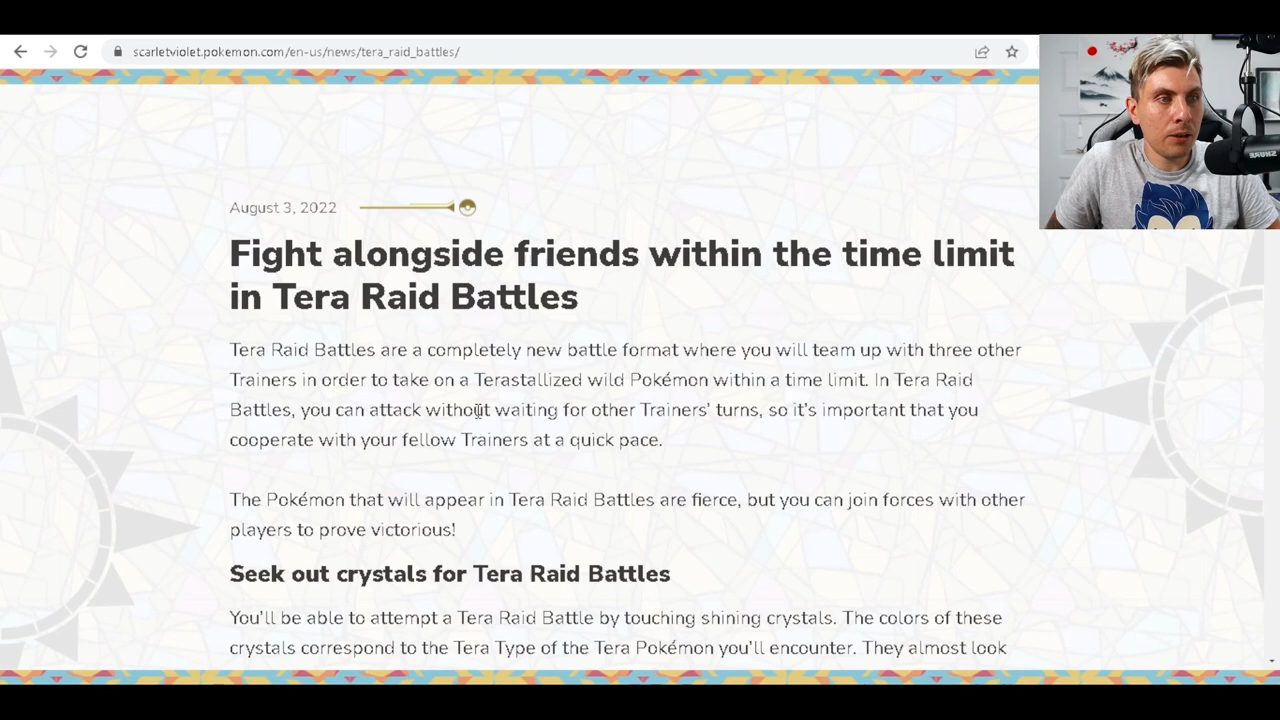 scarletviolet.pokemon.com/en-us/news/tera_raid_battles/
August 3, 2022
Fight alongside friends within the time limit
in Tera Raid Battles
Tera Raid Battles are a completely new battle format where you will team up with three other
Trainers in order to take on a Terastallized wild Pokémon within a time limit. In Tera Raid
Battles, you can attack without waiting for other Trainers’ turns, so it’s important that you
cooperate with your fellow Trainers at a quick pace.
The Pokémon that will appear in Tera Raid Battles are fierce, but you can join forces with other
players to prove victorious!
Seek out crystals for Tera Raid Battles
You’ll be able to attempt a Tera Raid Battle by touching shining crystals. The colors of these
crystals correspond to the Tera Type of the Tera Pokémon you’ll encounter. They almost look
SHURE